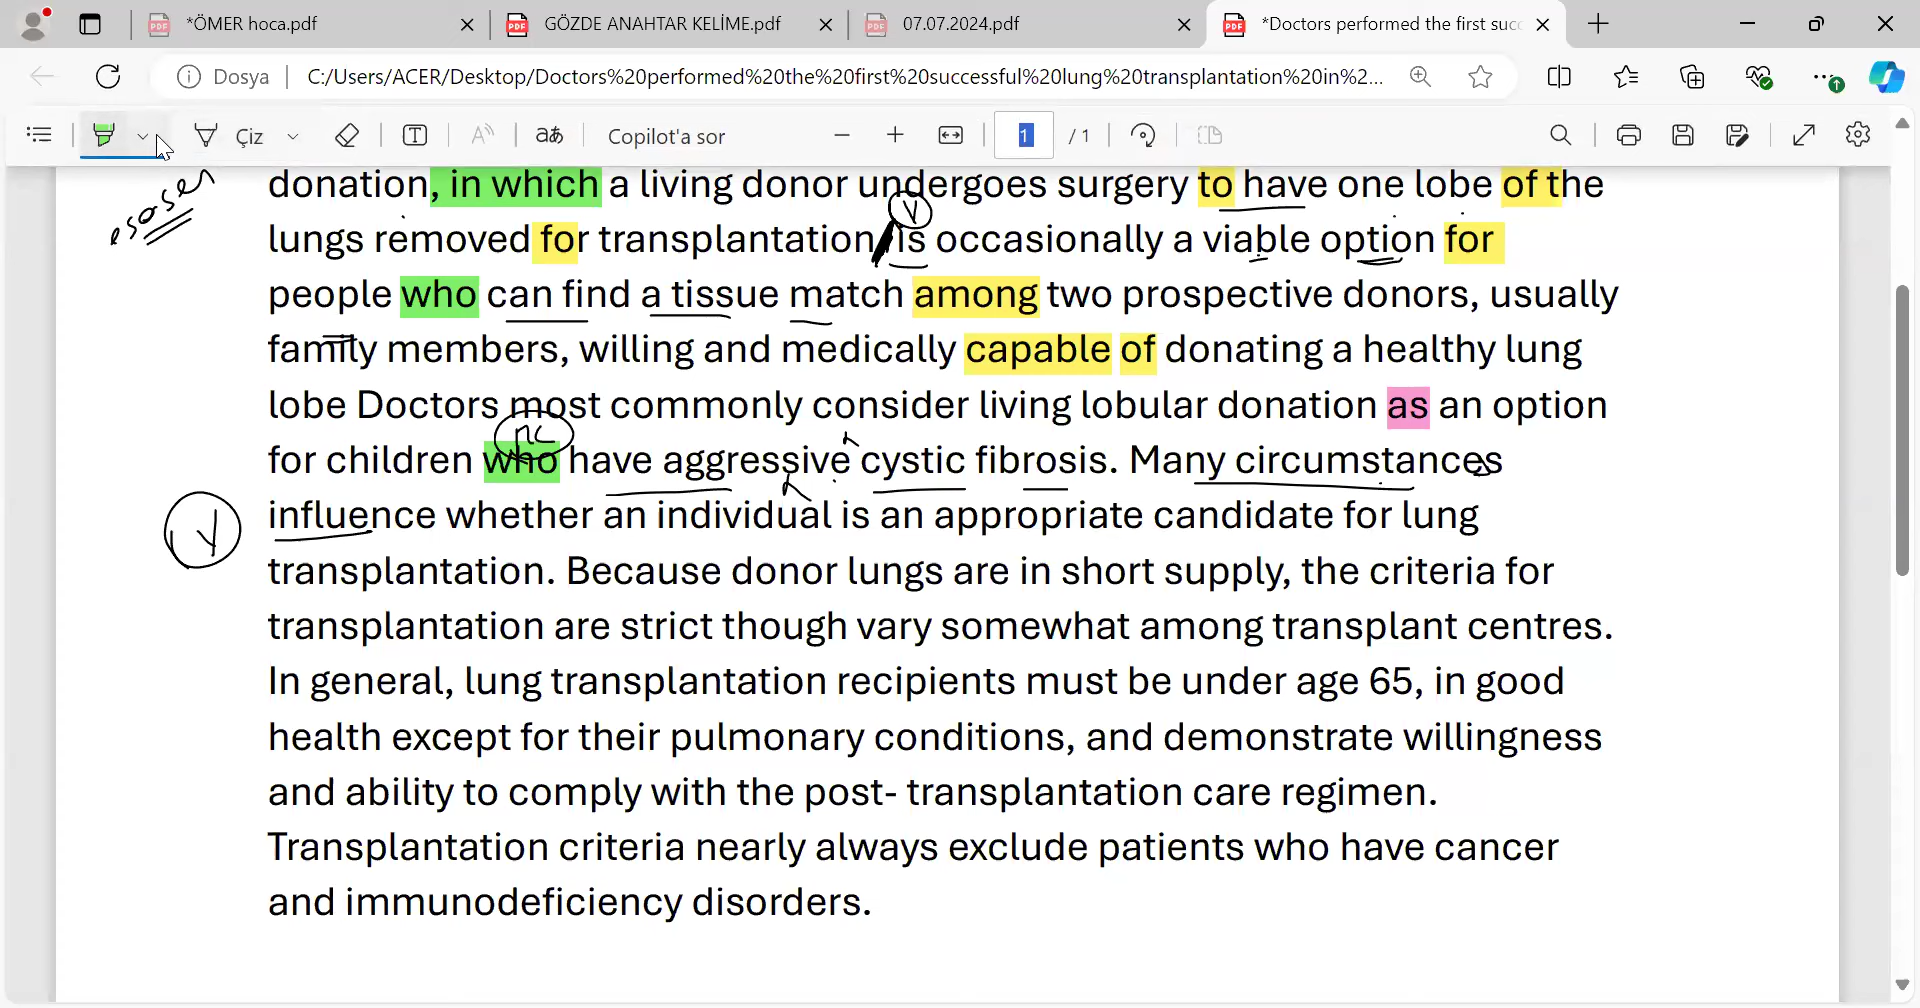 *ÖMER hoca.pdf
GÖZDE ANAHTAR KELİME.pdf
07.07.2024.pdf
*Doctors performed the first suc
Dosya
C:/Users/ACER/Desktop/Doctors%20performed%20the%20first%20successful%20lung%20transplantation%20in%2...
Çiz
T
aあ
Copilot'a sor
1
/ 1
donation, in which a living donor undergoes surgery to have one lobe of the
lungs removed for transplantation is occasionally a viable option for
people who can find a tissue match among two prospective donors, usually
family members, willing and medically capable of donating a healthy lung
lobe Doctors most commonly consider living lobular donation as an option
for children who have aggressive cystic fibrosis. Many circumstances
influence whether an individual is an appropriate candidate for lung
transplantation. Because donor lungs are in short supply, the criteria for
transplantation are strict though vary somewhat among transplant centres.
In general, lung transplantation recipients must be under age 65, in good
health except for their pulmonary conditions, and demonstrate willingness
and ability to comply with the post- transplantation care regimen.
Transplantation criteria nearly always exclude patients who have cancer
and immunodeficiency disorders.